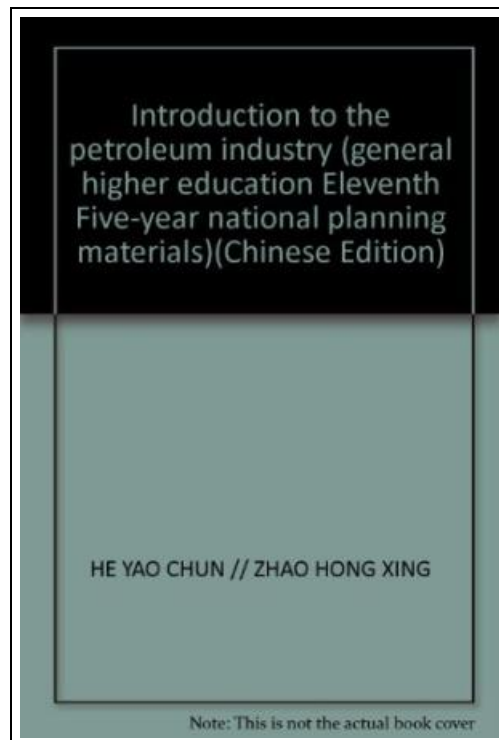 Introduction to the
petroleum industry (general
higher education Eleventh
Five-year national planning
materials)(Chinese Edition)
HE YAO CHUN // ZHAO HONG XING
Note: This is not the actual book cover